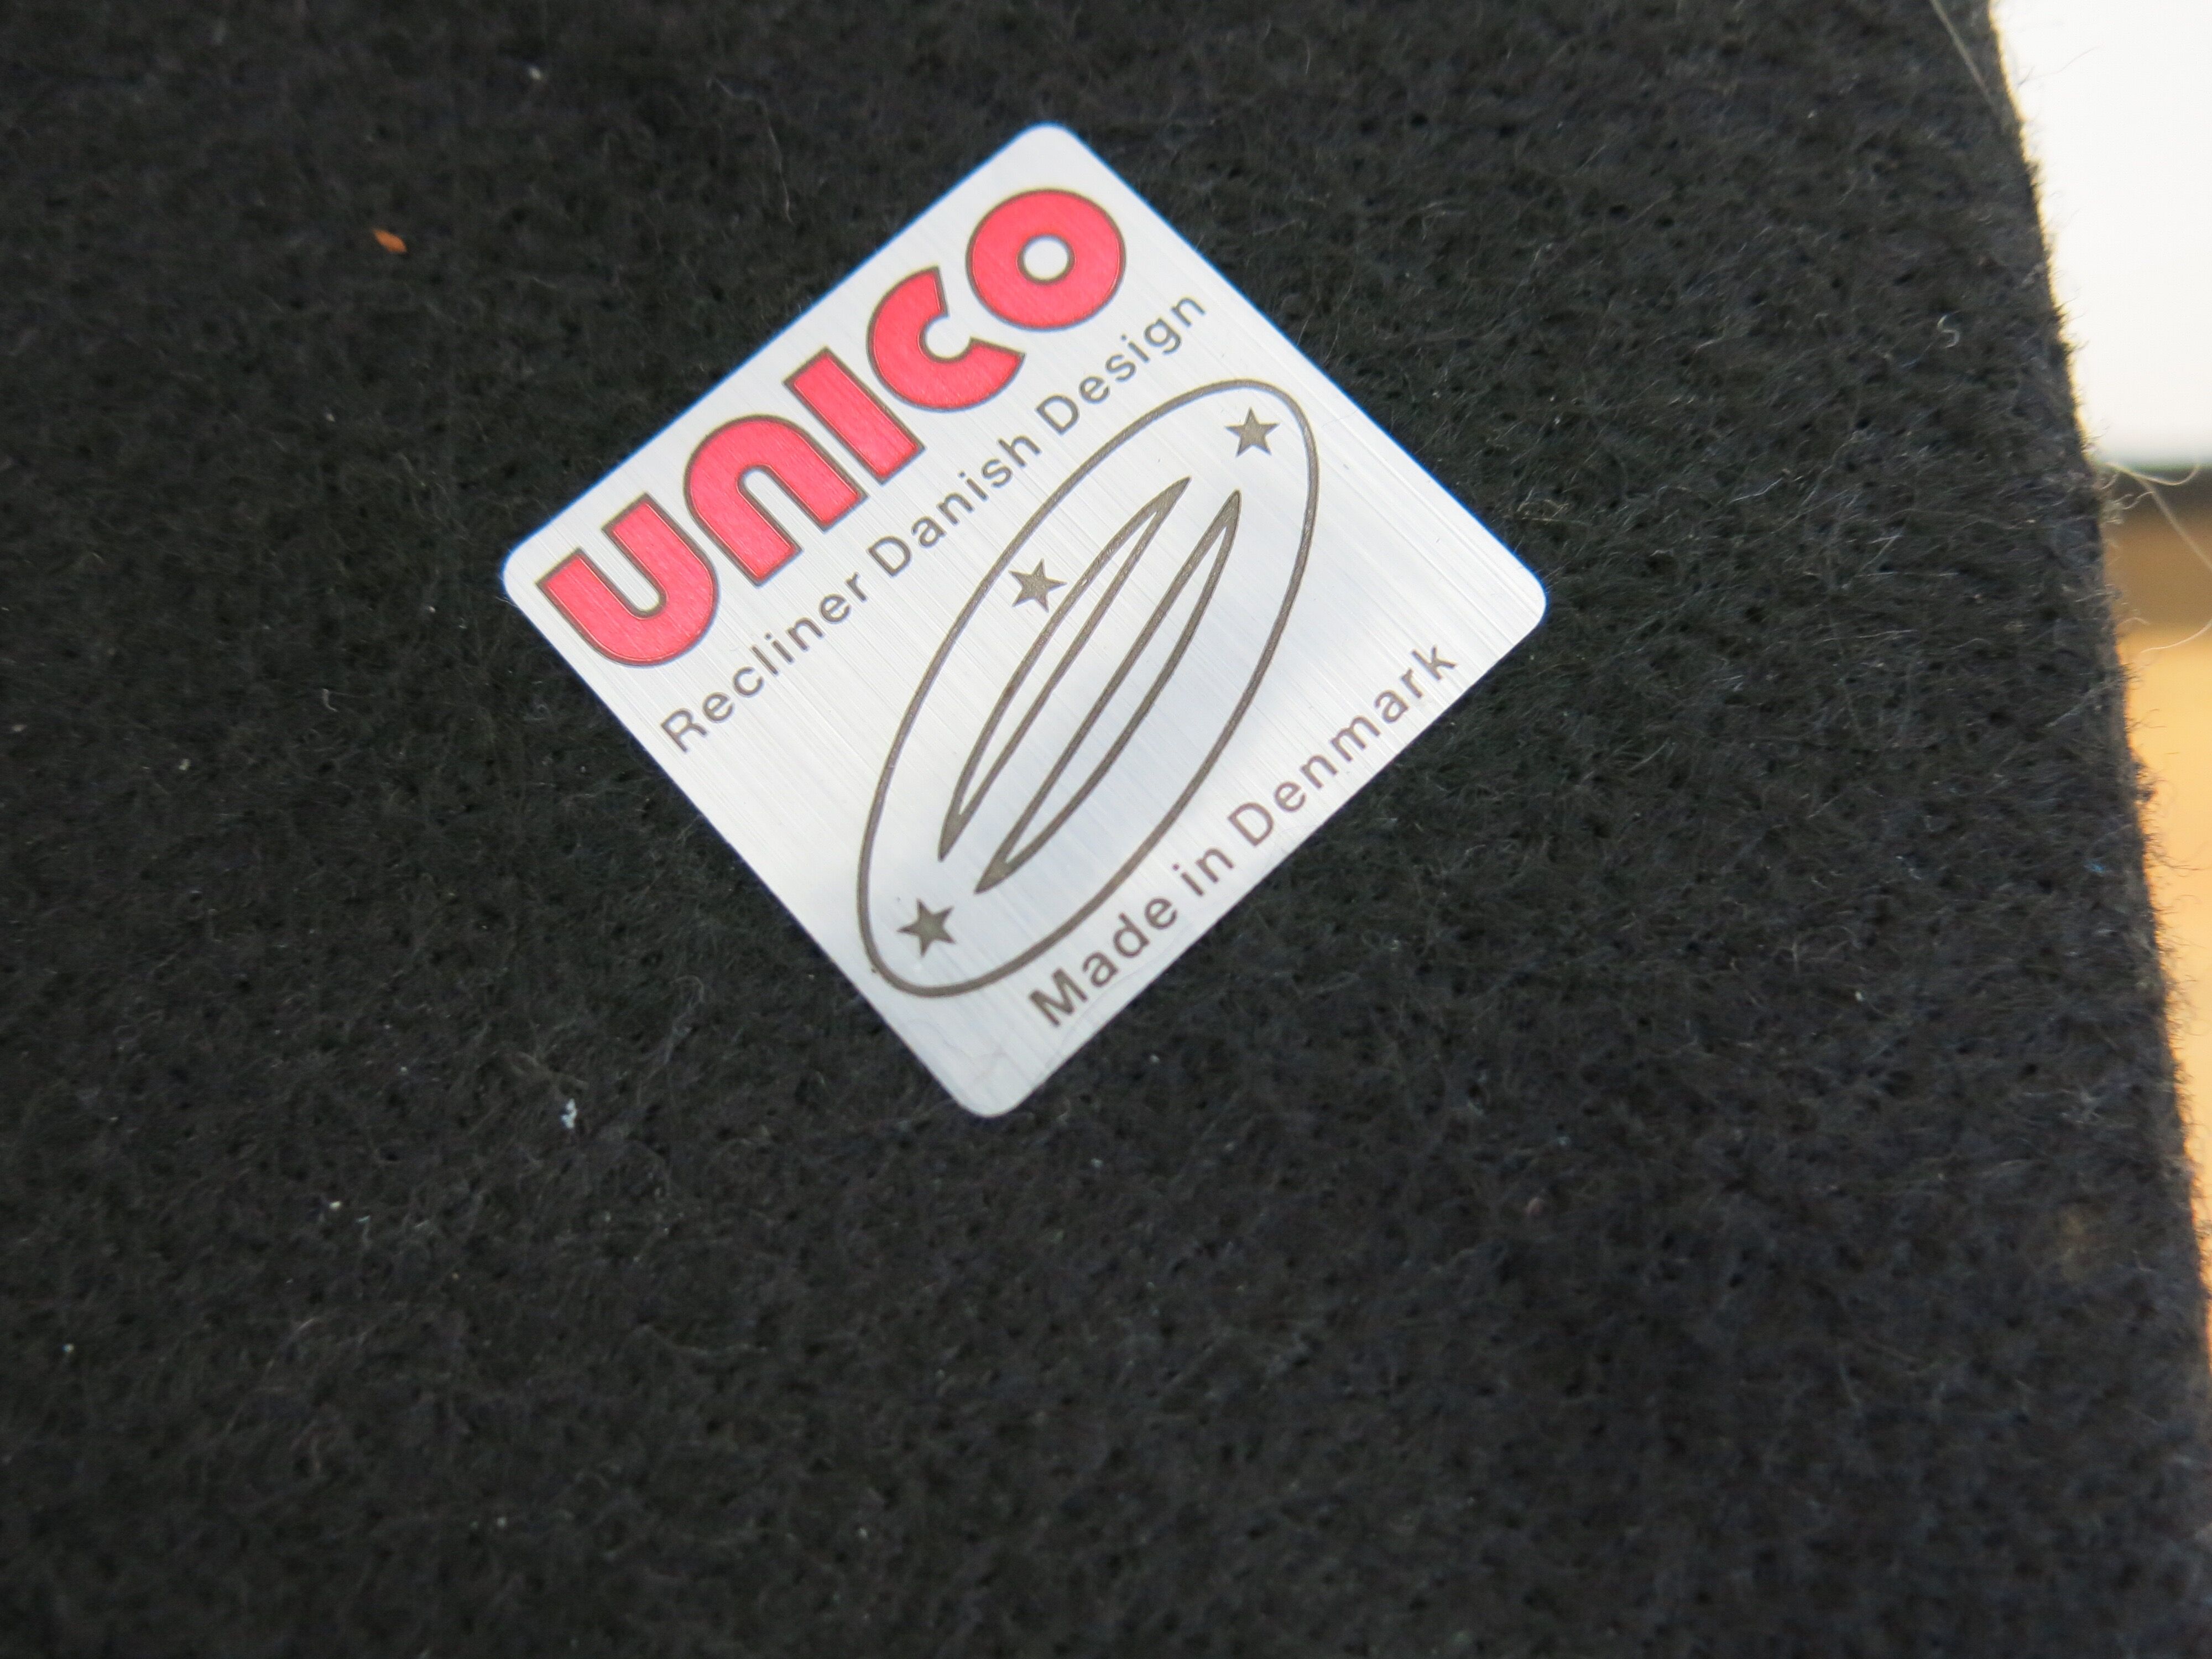 UNICO
Recliner Danish Design
Made in Denmark